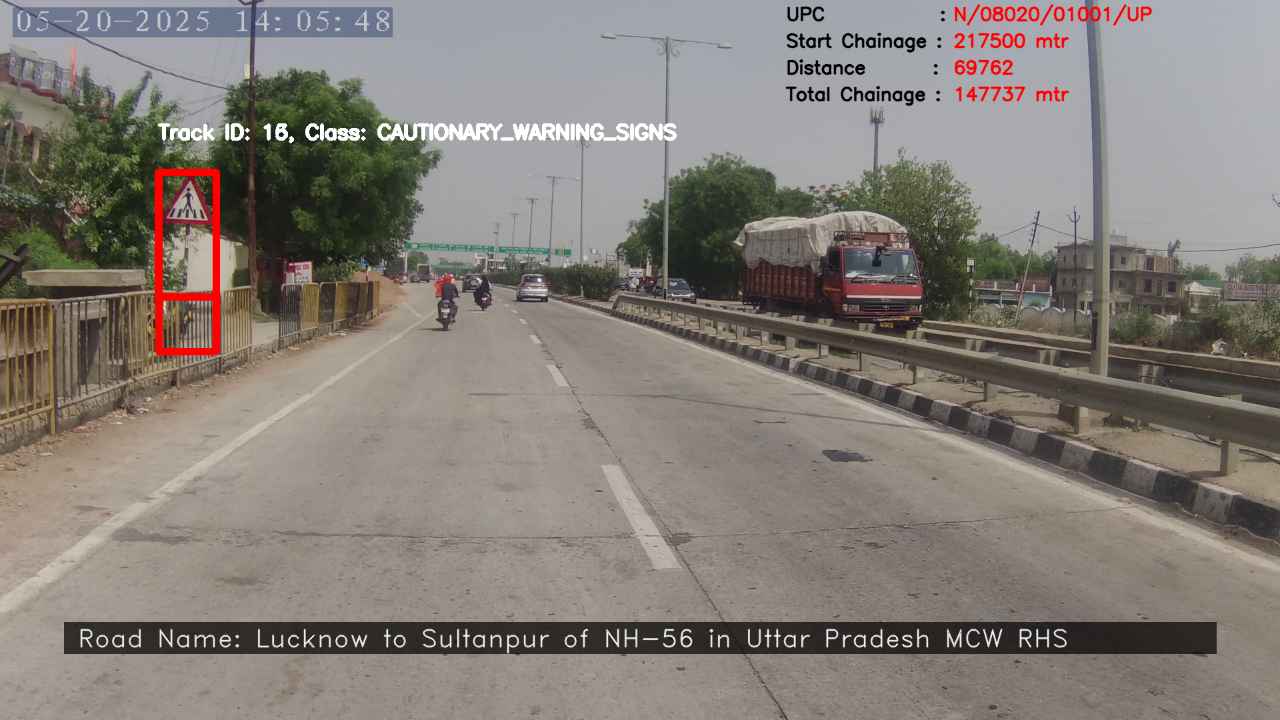 05-20-2025 14:05:48
UPC : N/08020/01001/UP
Start Chainage : 217500 mtr
Distance : 69762
Total Chainage : 147737 mtr
Track ID: 16, Class: CAUTIONARY_WARNING_SIGNS
Road Name: Lucknow to Sultanpur of NH-56 in Uttar Pradesh MCW RHS